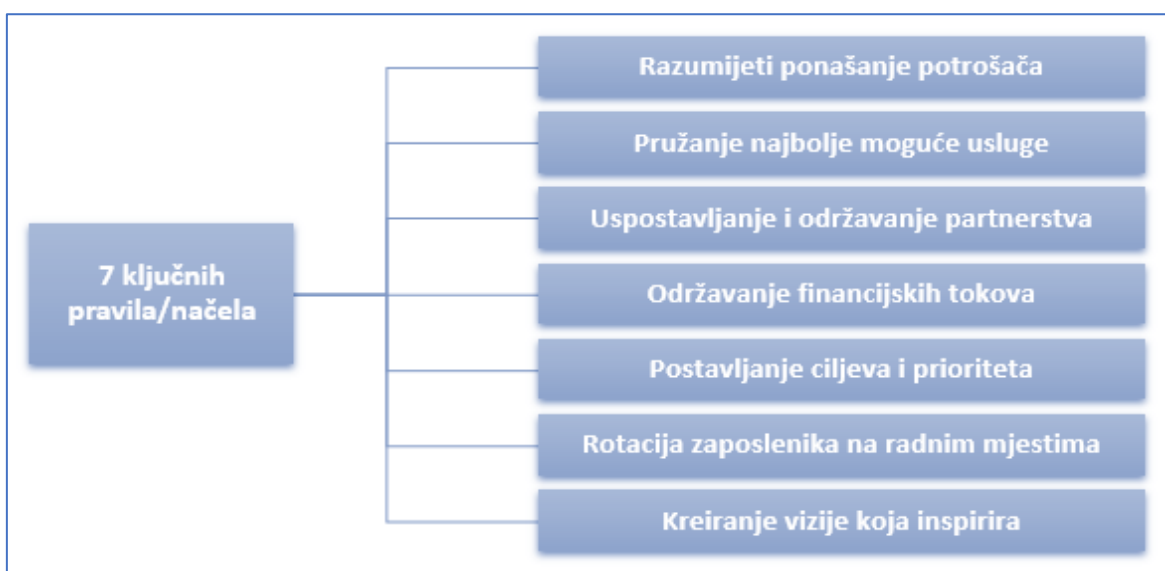 7 ključnih
pravila/načela
Razumijeti ponašanje potrošača
Pružanje najbolje moguće usluge
Uspostavljanje i održavanje partnerstva
Održavanje financijskih tokova
Postavljanje ciljeva i prioriteta
Rotacija zaposlenika na radnim mjestima
Kreiranje vizije koja inspirira